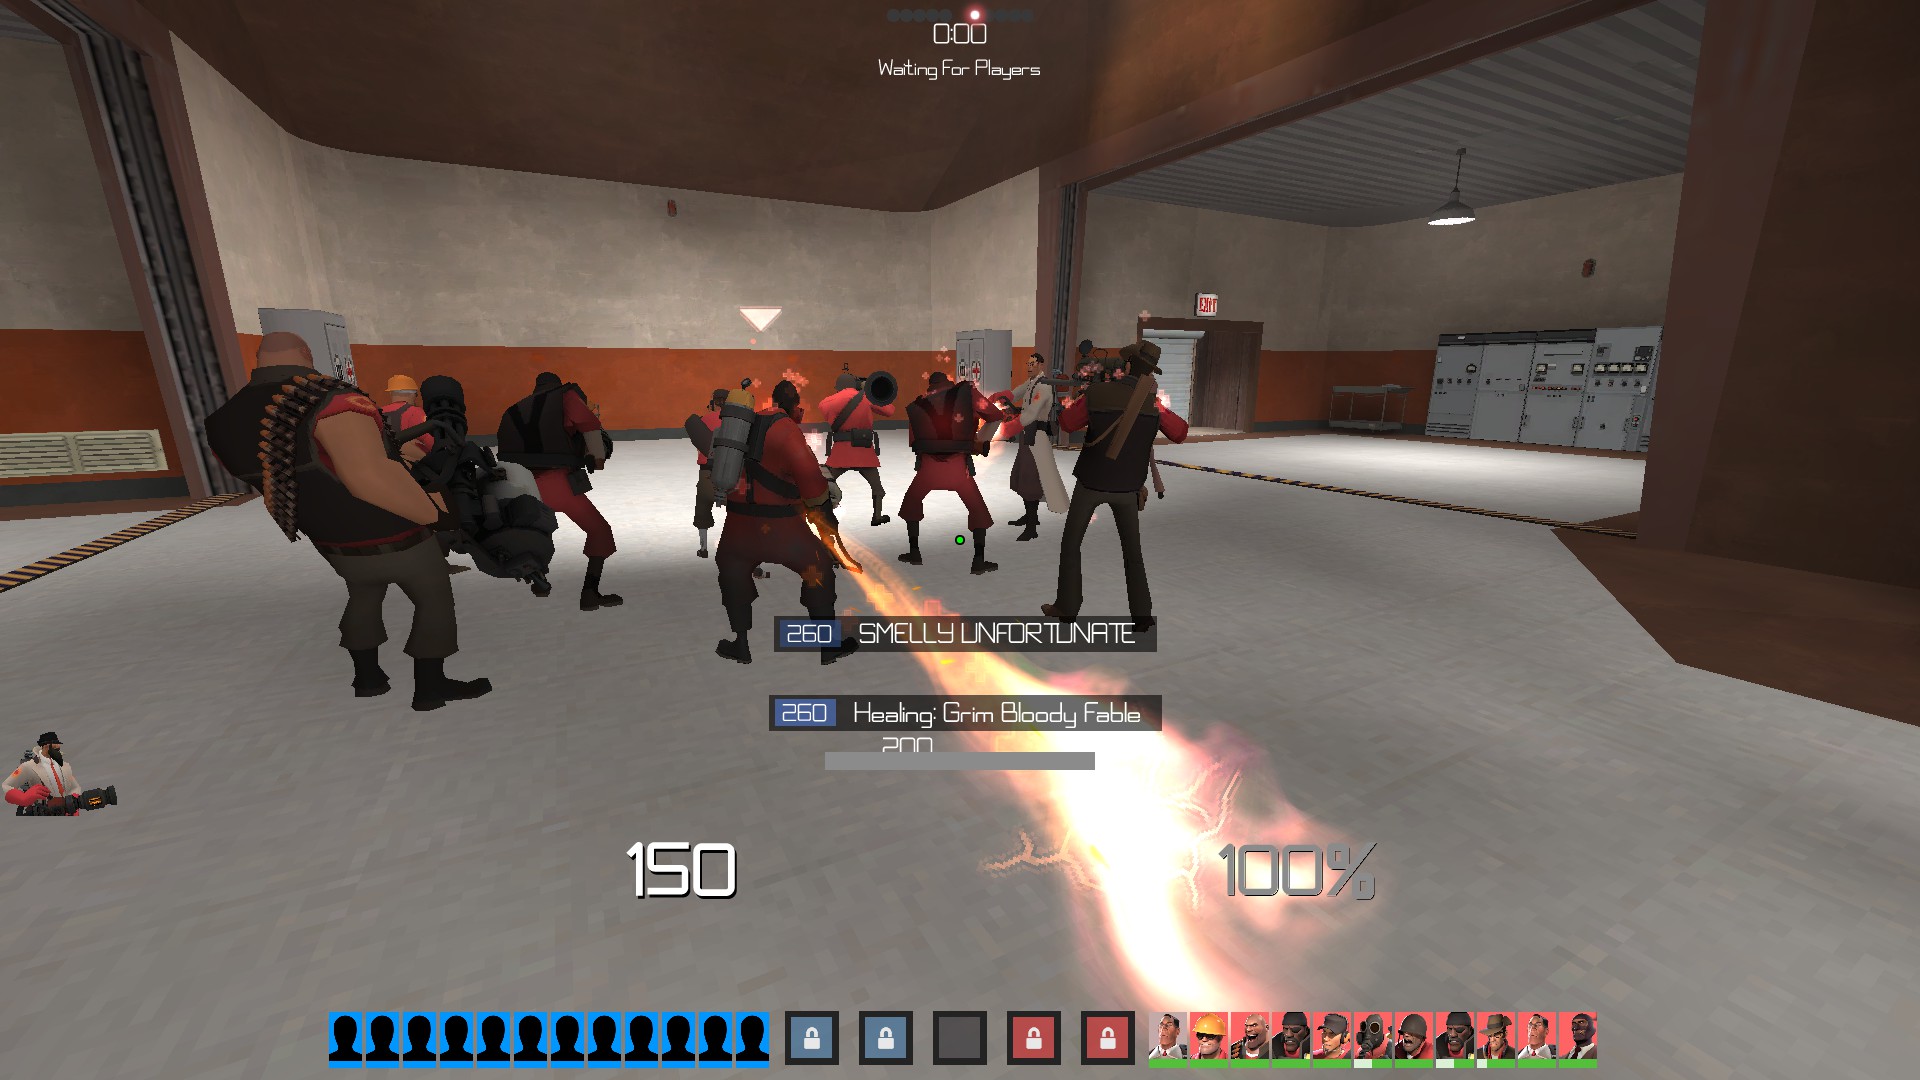 0:00
Waiting For Players
EXIT
260 SMELLY UNFORTUNATE
260 Healing: Grim Bloody Fable
200
150
100%